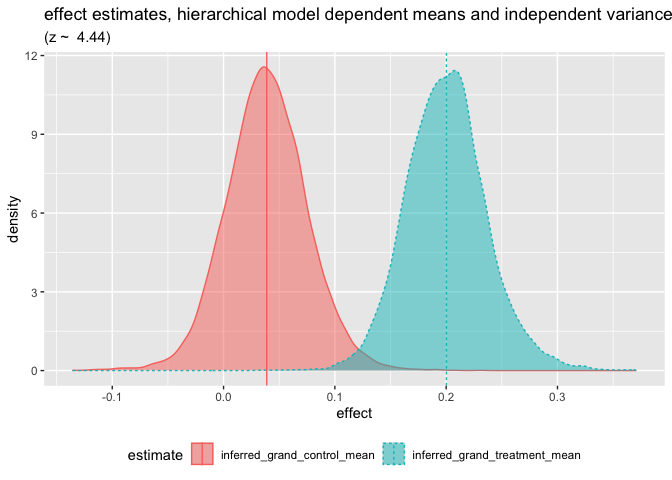 effect estimates, hierarchical model dependent means and independent variance
(z ~ 4.44)
12
9
6
3
0
density
-0.1 0.0 0.1 0.2 0.3
effect
estimate inferred_grand_control_mean inferred_grand_treatment_mean